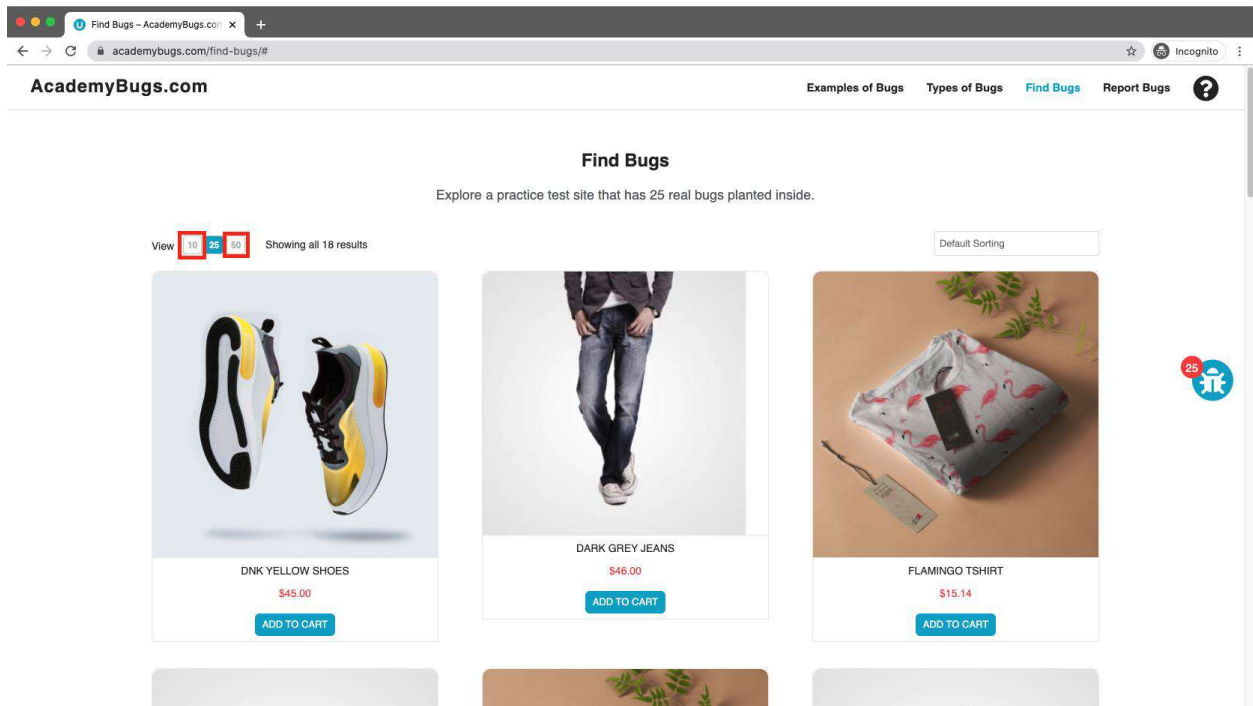 Find Bugs – AcademyBugs.com
academybugs.com/find-bugs/#
Incognito
AcademyBugs.com
Examples of Bugs Types of Bugs Find Bugs Report Bugs ?
Find Bugs
Explore a practice test site that has 25 real bugs planted inside.
View 10 25 50 Showing all 18 results
Default Sorting
25
DNK YELLOW SHOES
$45.00
ADD TO CART
DARK GREY JEANS
$46.00
ADD TO CART
FLAMINGO TSHIRT
$15.14
ADD TO CART